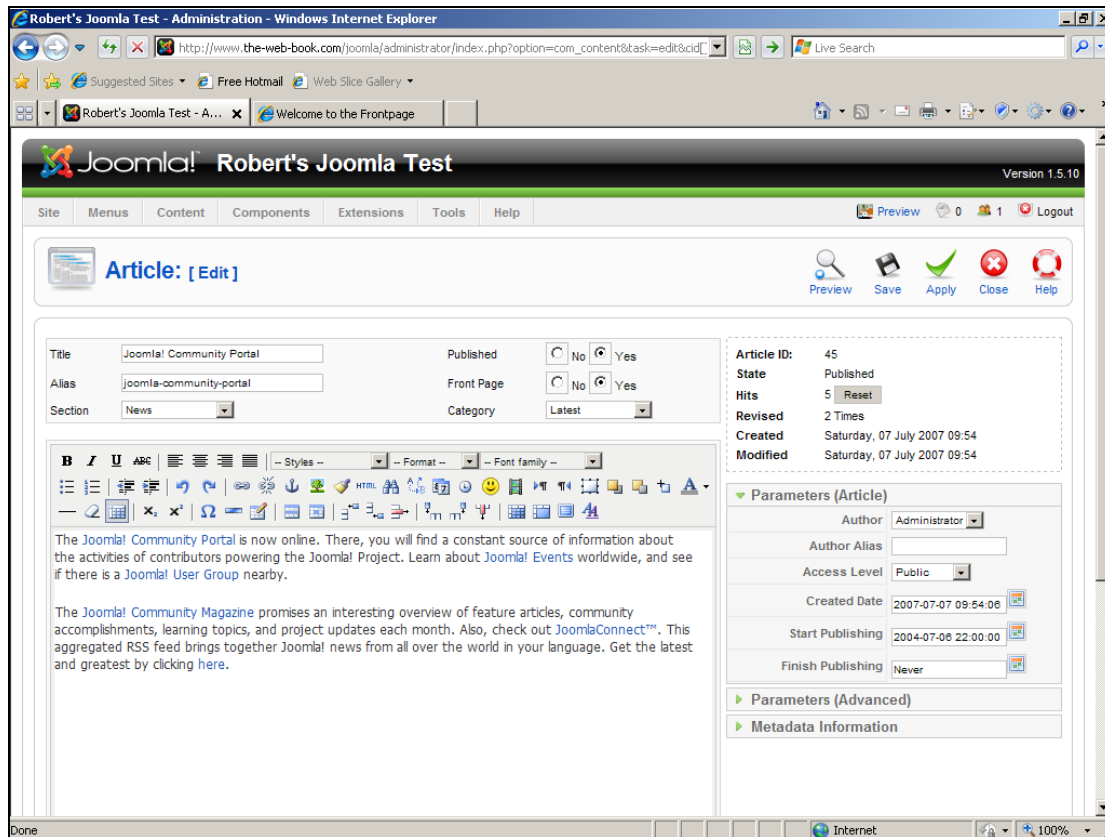 Robert's Joomla Test - Administration - Windows Internet Explorer
http://www.the-web-book.com/joomla/administrator/index.php?option=com_content&task=edit&cid[
Live Search
Suggested Sites
Free Hotmail
Web Slice Gallery
Robert's Joomla Test - A...
Welcome to the Frontpage
Joomla!™ Robert's Joomla Test
Version 1.5.10
Site Menus Content Components Extensions Tools Help
Preview 0 1 Logout
Article: [ Edit ]
Preview Save Apply Close Help
Title Joomla! Community Portal Published No Yes
Alias joomla-community-portal Front Page No Yes
Section News Category Latest
Article ID: 45
State Published
Hits 5 Reset
Revised 2 Times
Created Saturday, 07 July 2007 09:54
Modified Saturday, 07 July 2007 09:54
B I U ABC -- Styles -- -- Format -- -- Font family --
HTML
The Joomla! Community Portal is now online. There, you will find a constant source of information about
the activities of contributors powering the Joomla! Project. Learn about Joomla! Events worldwide, and see
if there is a Joomla! User Group nearby.
The Joomla! Community Magazine promises an interesting overview of feature articles, community
accomplishments, learning topics, and project updates each month. Also, check out JoomlaConnect™. This
aggregated RSS feed brings together Joomla! news from all over the world in your language. Get the latest
and greatest by clicking here.
Parameters (Article)
Author Administrator
Author Alias
Access Level Public
Created Date 2007-07-07 09:54:06
Start Publishing 2004-07-06 22:00:00
Finish Publishing Never
Parameters (Advanced)
Metadata Information
Done Internet 100%